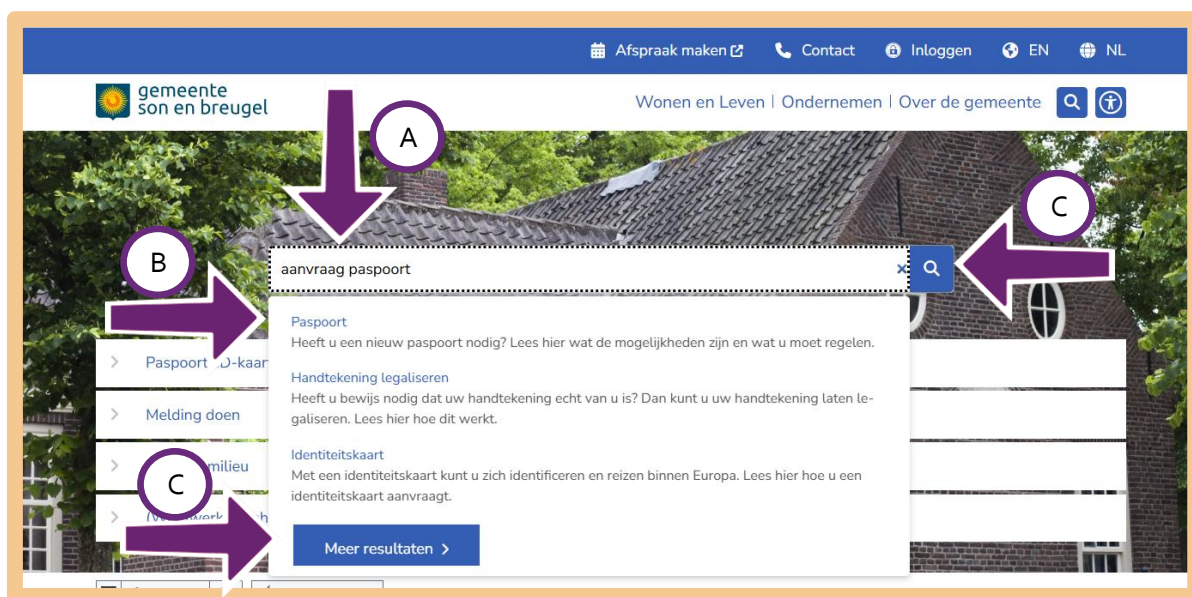 Afspraak maken Contact Inloggen EN NL
gemeente
son en breugel
Wonen en Leven | Ondernemen | Over de gemeente
A
C
B
aanvraag paspoort
Paspoort
Heeft u een nieuw paspoort nodig? Lees hier wat de mogelijkheden zijn en wat u moet regelen.
Paspoort D-kaar
Handtekening legaliseren
Heeft u bewijs nodig dat uw handtekening echt van u is? Dan kunt u uw handtekening laten le-
galiseren. Lees hier hoe dit werkt.
Melding doen
Identiteitskaart
milieu
Met een identiteitskaart kunt u zich identificeren en reizen binnen Europa. Lees hier hoe u een
identiteitskaart aanvraagt.
C
Meer resultaten